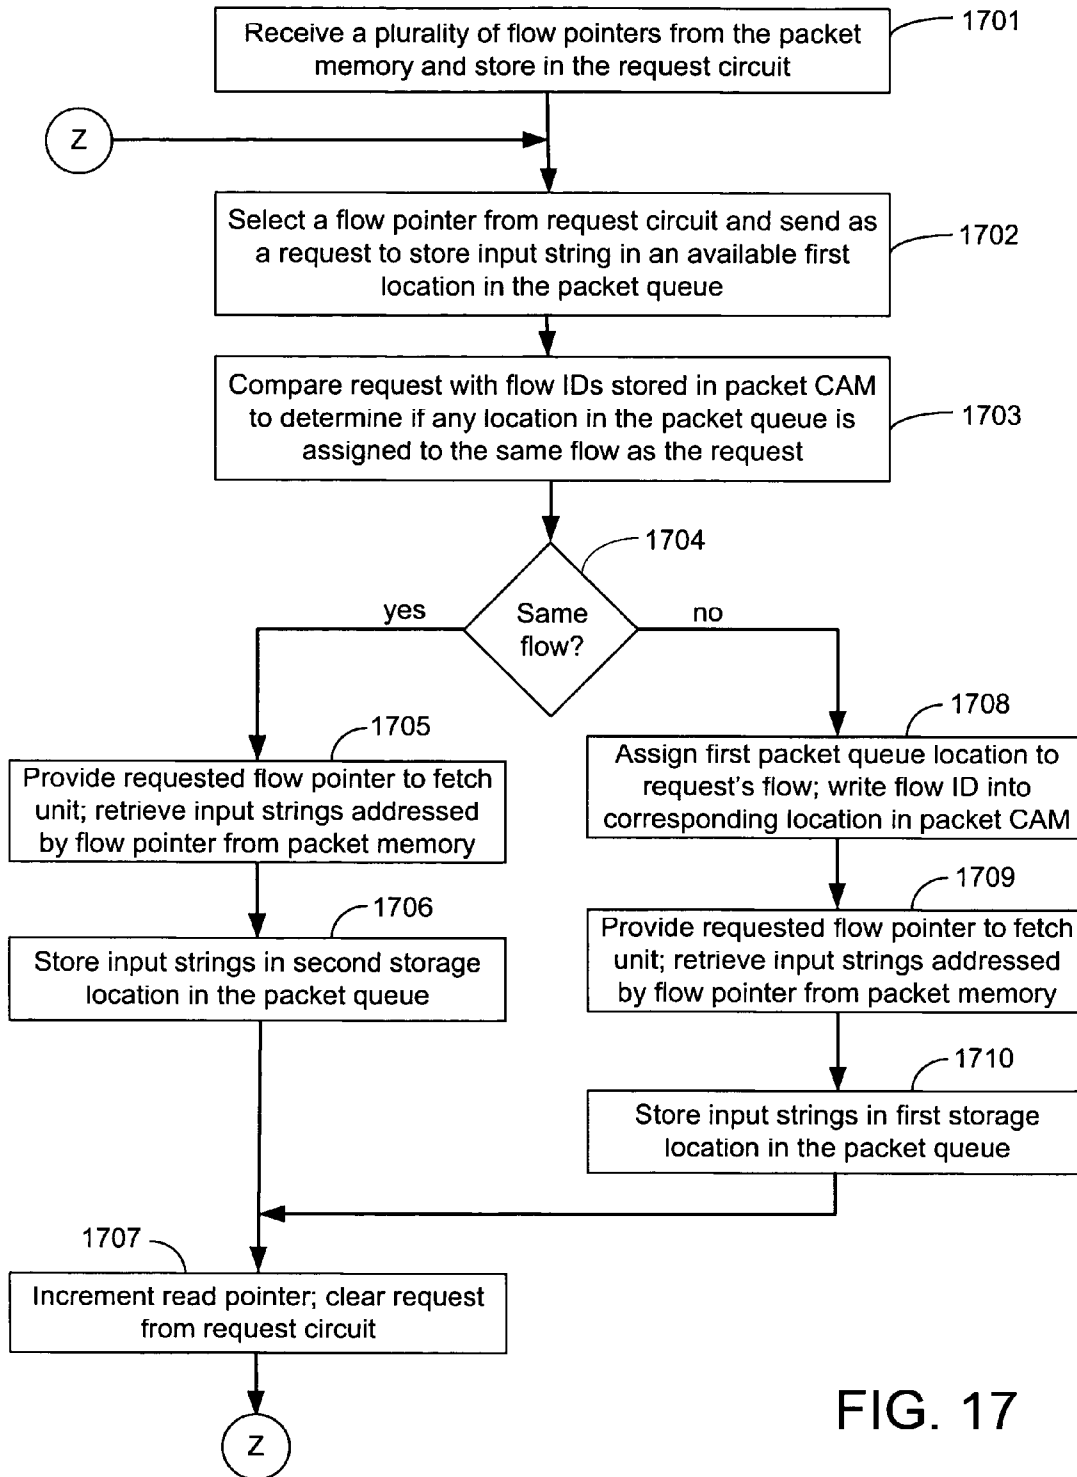 1701
Receive a plurality of flow pointers from the packet
memory and store in the request circuit
Z
1702
Select a flow pointer from request circuit and send as
a request to store input string in an available first
location in the packet queue
1703
Compare request with flow IDs stored in packet CAM
to determine if any location in the packet queue is
assigned to the same flow as the request
1704
Same
flow?
yes
no
1705
Provide requested flow pointer to fetch
unit; retrieve input strings addressed
by flow pointer from packet memory
1706
Store input strings in second storage
location in the packet queue
1708
Assign first packet queue location to
request's flow; write flow ID into
corresponding location in packet CAM
1709
Provide requested flow pointer to fetch
unit; retrieve input strings addressed
by flow pointer from packet memory
1710
Store input strings in first storage
location in the packet queue
1707
Increment read pointer; clear request
from request circuit
Z
FIG. 17